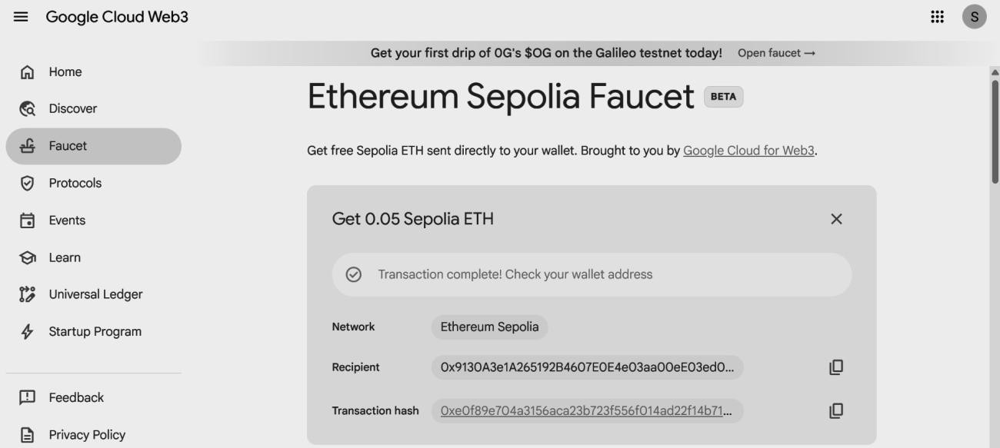 Google Cloud Web3
S
Get your first drip of 0G's $OG on the Galileo testnet today! Open faucet →
Home
Discover
Faucet
Protocols
Events
Learn
Universal Ledger
Startup Program
Feedback
Privacy Policy
Ethereum Sepolia Faucet BETA
Get free Sepolia ETH sent directly to your wallet. Brought to you by Google Cloud for Web3.
Get 0.05 Sepolia ETH
Transaction complete! Check your wallet address
Network Ethereum Sepolia
Recipient 0x9130A3e1A265192B4607E0E4e03aa00eE03ed0...
Transaction hash 0xe0f89e704a3156aca23b723f556f014ad22f14b71...